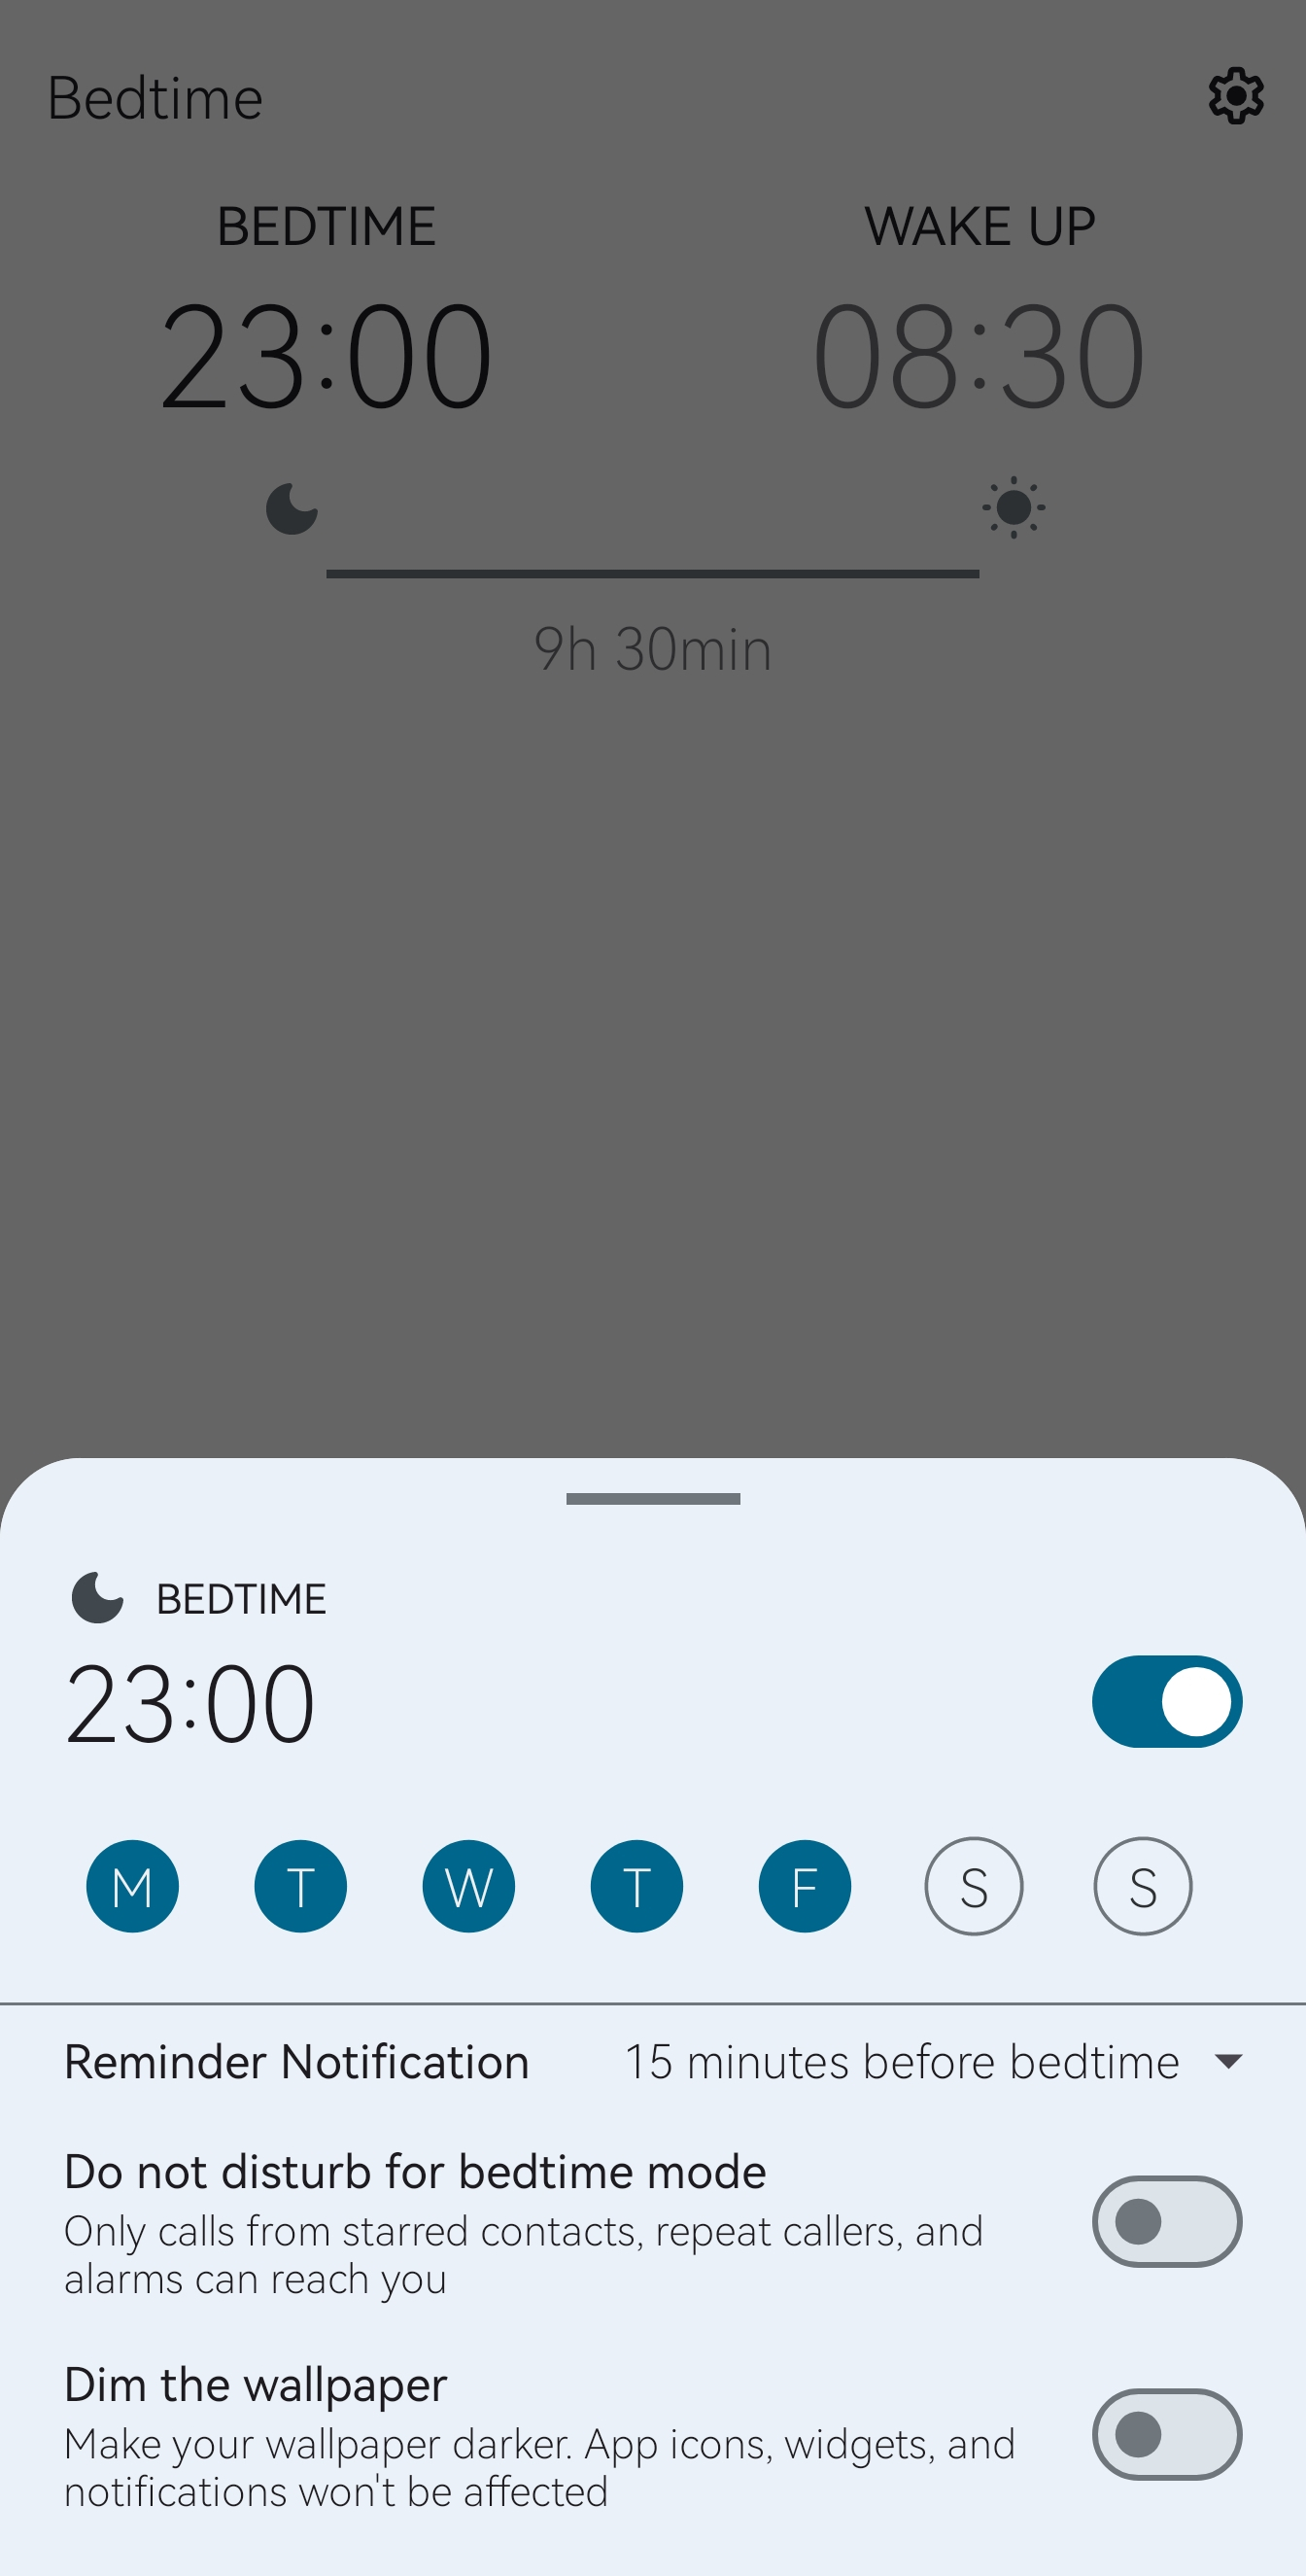 Bedtime
BEDTIME WAKE UP
23:00 08:30
9h 30min
BEDTIME
23:00
M T W T F S S
Reminder Notification 15 minutes before bedtime
Do not disturb for bedtime mode
Only calls from starred contacts, repeat callers, and
alarms can reach you
Dim the wallpaper
Make your wallpaper darker. App icons, widgets, and
notifications won't be affected